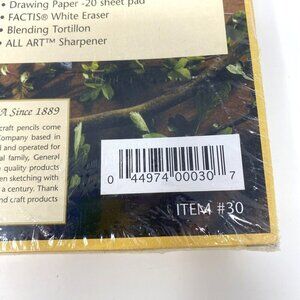 • Drawing Paper -20 sheet pad
• FACTIS® White Eraser
• Blending Tortillon
• ALL ART™ Sharpener
A Since 1889
craft pencils come
Company based in
d and operated for
al family, General
e quality products
en sketching with
a century. Thank
nd craft products
0 44974 00030 7
ITEM #30